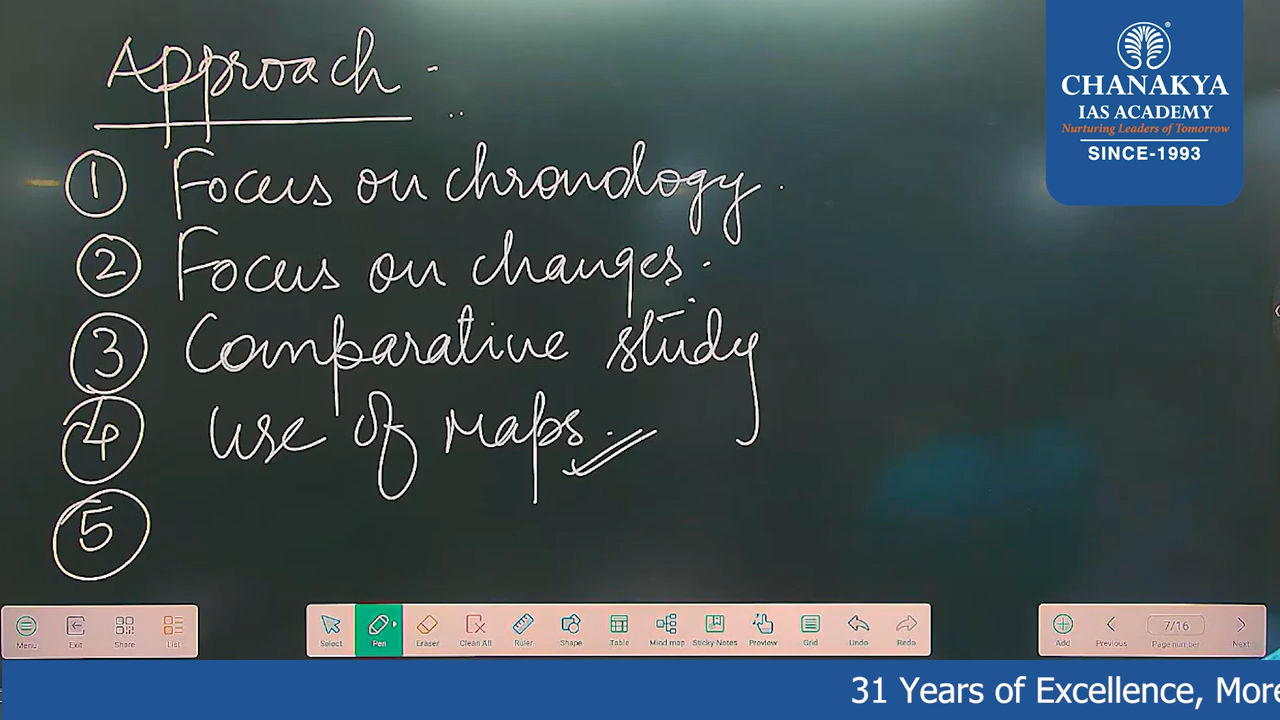 Approach -
CHANAKYA
IAS ACADEMY
Nurturing Leaders of Tomorrow
SINCE-1993
1 Focus on chronology.
2 Focus on changes.
3 Comparative study
4 Use of Maps.
5
Menu Exit Share List
Select Pen Eraser Clean All Ruler Shape Table Mind map Sticky-Notes Preview Grid Undo Redo
Add Previous 7/16 Page number Next
31 Years of Excellence, More